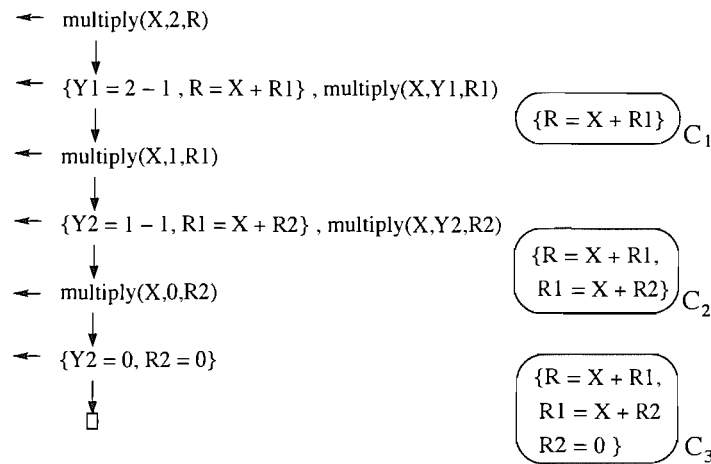 ← multiply(X,2,R)
← {Y1 = 2 − 1 , R = X + R1} , multiply(X,Y1,R1)
{R = X + R1} C1
← multiply(X,1,R1)
← {Y2 = 1 − 1, R1 = X + R2} , multiply(X,Y2,R2)
{R = X + R1,
R1 = X + R2} C2
← multiply(X,0,R2)
← {Y2 = 0, R2 = 0}
{R = X + R1,
R1 = X + R2
R2 = 0 } C3